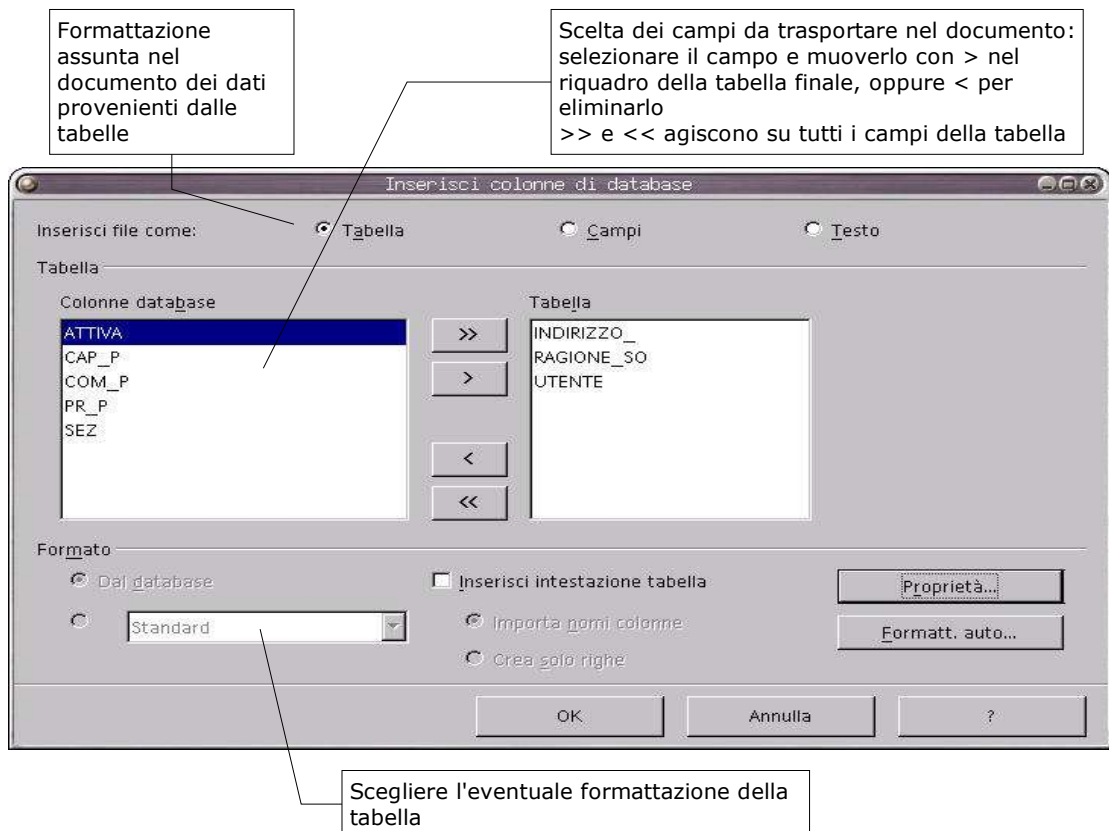 Formattazione
assunta nel
documento dei dati
provenienti dalle
tabelle
Scelta dei campi da trasportare nel documento:
selezionare il campo e muoverlo con > nel
riquadro della tabella finale, oppure < per
eliminarlo
>> e << agiscono su tutti i campi della tabella
Inserisci colonne di database
Inserisci file come: Tabella Campi Testo
Tabella
Colonne database
ATTIVA
CAP_P
COM_P
PR_P
SEZ
>>
>
<
<<
Tabella
INDIRIZZO_
RAGIONE_SO
UTENTE
Formato
Dal database
Standard
Inserisci intestazione tabella
Importa nomi colonne
Crea solo righe
Proprietà...
Formatt. auto...
OK Annulla ?
Scegliere l'eventuale formattazione della
tabella